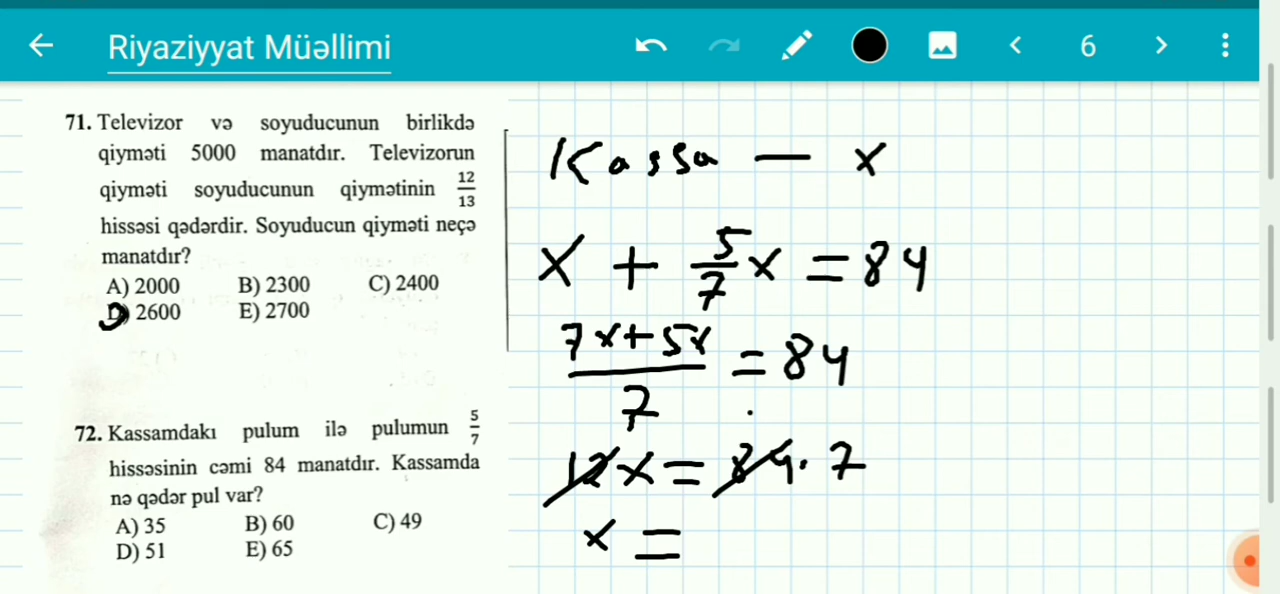 Riyaziyyat Müəllimi
6
71. Televizor və soyuducunun birlikdə
qiyməti 5000 manatdır. Televizorun
qiyməti soyuducunun qiymətinin 12/13
hissəsi qədərdir. Soyuducun qiyməti neçə
manatdır?
A) 2000 B) 2300 C) 2400
D) 2600 E) 2700
72. Kassamdakı pulum ilə pulumun 5/7
hissəsinin cəmi 84 manatdır. Kassamda
nə qədər pul var?
A) 35 B) 60 C) 49
D) 51 E) 65
Kassa — x
x + 5/7 x = 84
7x+5x/7 = 84
12x = 84·7
x =